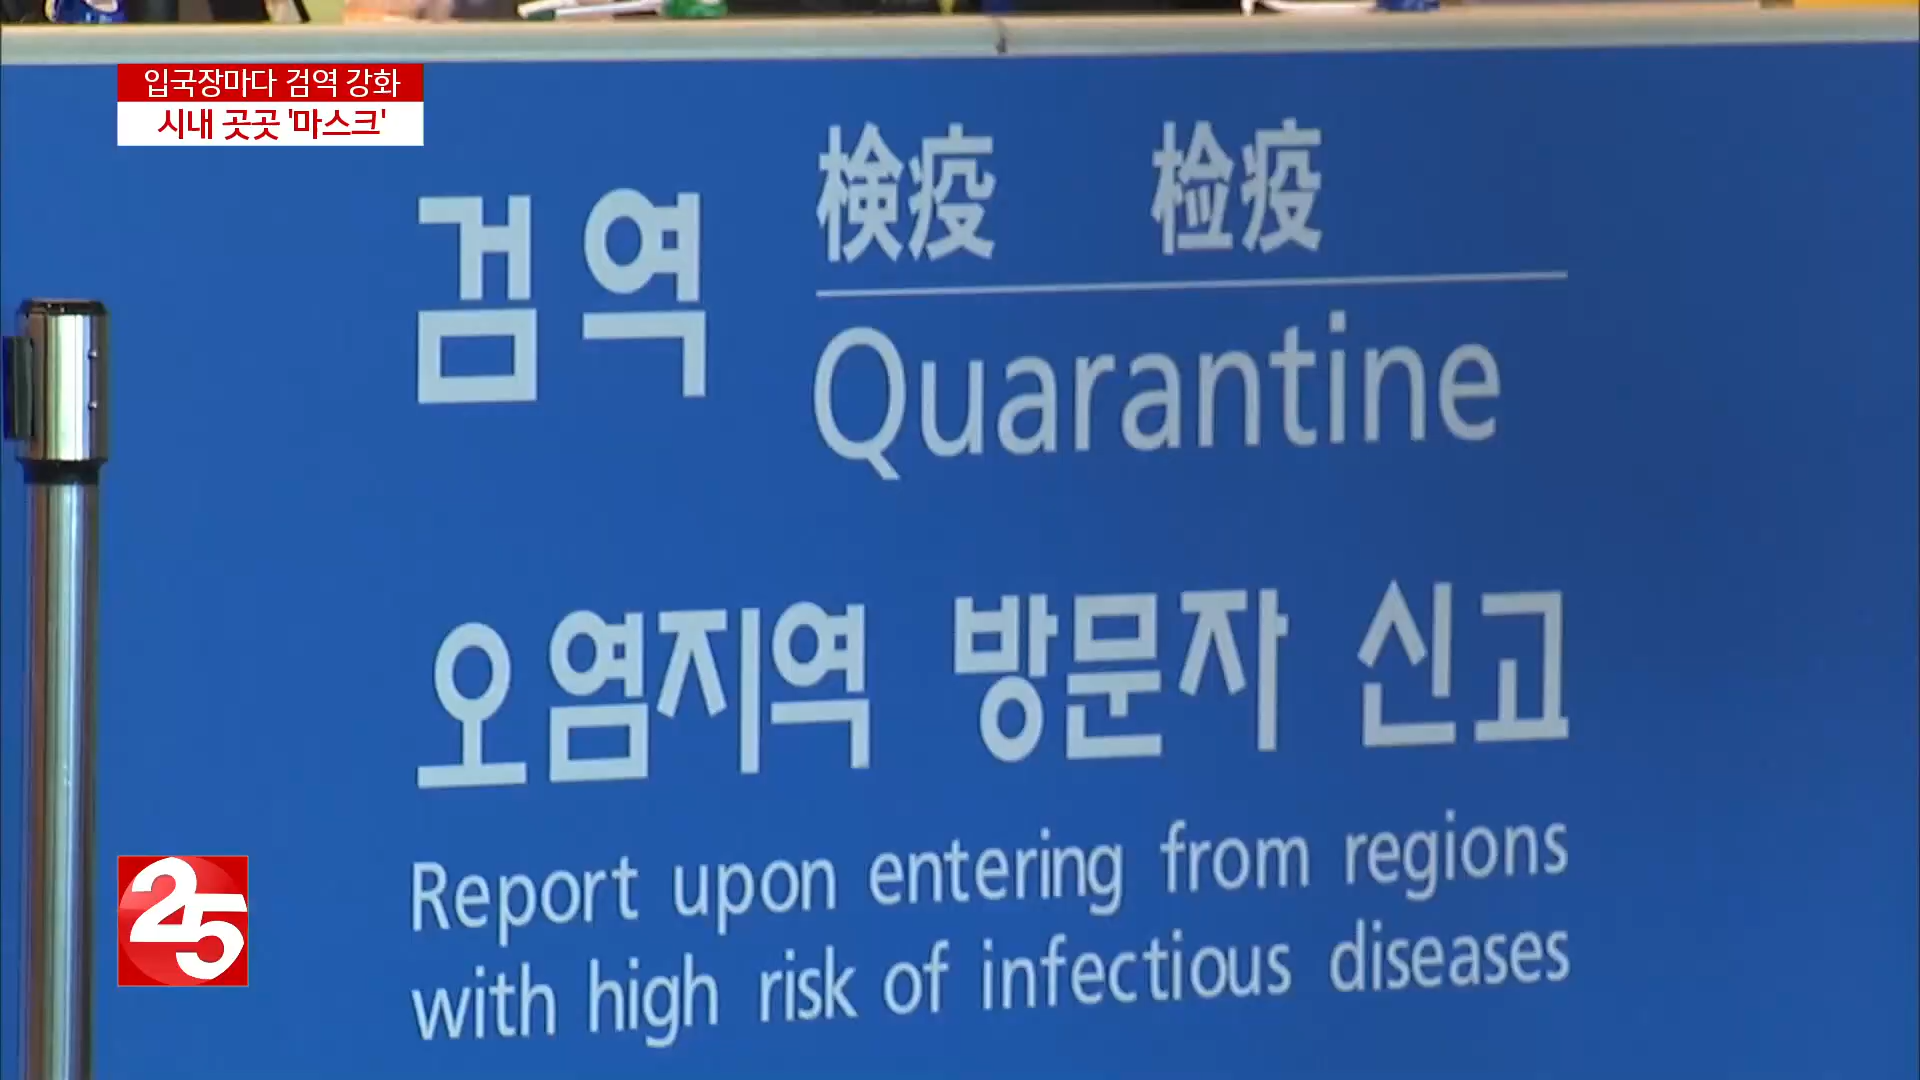 입국장마다 검역 강화
시내 곳곳 '마스크'
검역
検疫 检疫
Quarantine
오염지역 방문자 신고
Report upon entering from regions
with high risk of infectious diseases
25